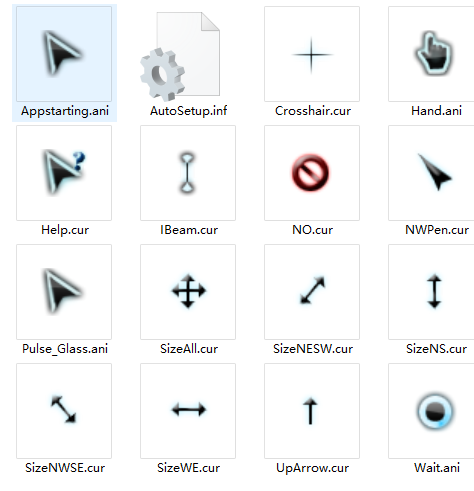 Appstarting.ani
AutoSetup.inf
Crosshair.cur
Hand.ani
?
Help.cur
IBeam.cur
NO.cur
NWPen.cur
Pulse_Glass.ani
SizeAll.cur
SizeNESW.cur
SizeNS.cur
SizeNWSE.cur
SizeWE.cur
UpArrow.cur
Wait.ani